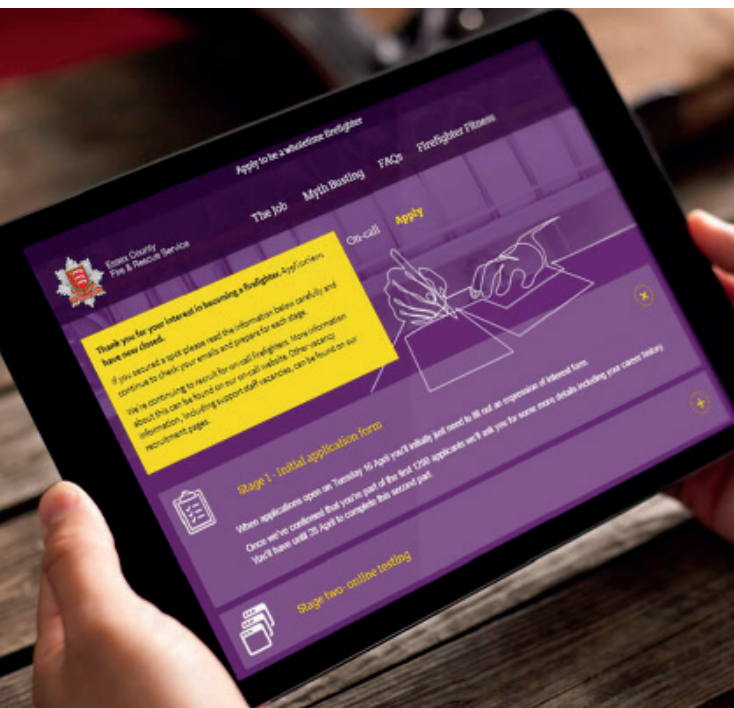 Apply to be a wholetime firefighter
The Job Myth Busting FAQs Firefighter Fitness
On-call Apply
Essex County
Fire & Rescue Service
Thank you for your interest in becoming a firefighter. Applications
have now closed.
If you secured a spot please read the information below carefully and
continue to check your emails and prepare for each stage.
We're continuing to recruit for on-call firefighters. More information
about this can be found on our on-call website. Other vacancy
information, including support staff vacancies, can be found on our
recruitment pages.
Stage 1 - Initial application form
When applications open on Tuesday 16 April you'll initially just need to fill out an expression of interest form.
Once we've confirmed that you're part of the first 1200 applicants we'll ask you for some more details including your career history.
You'll have until 28 April to complete this second part.
Stage two- online testing